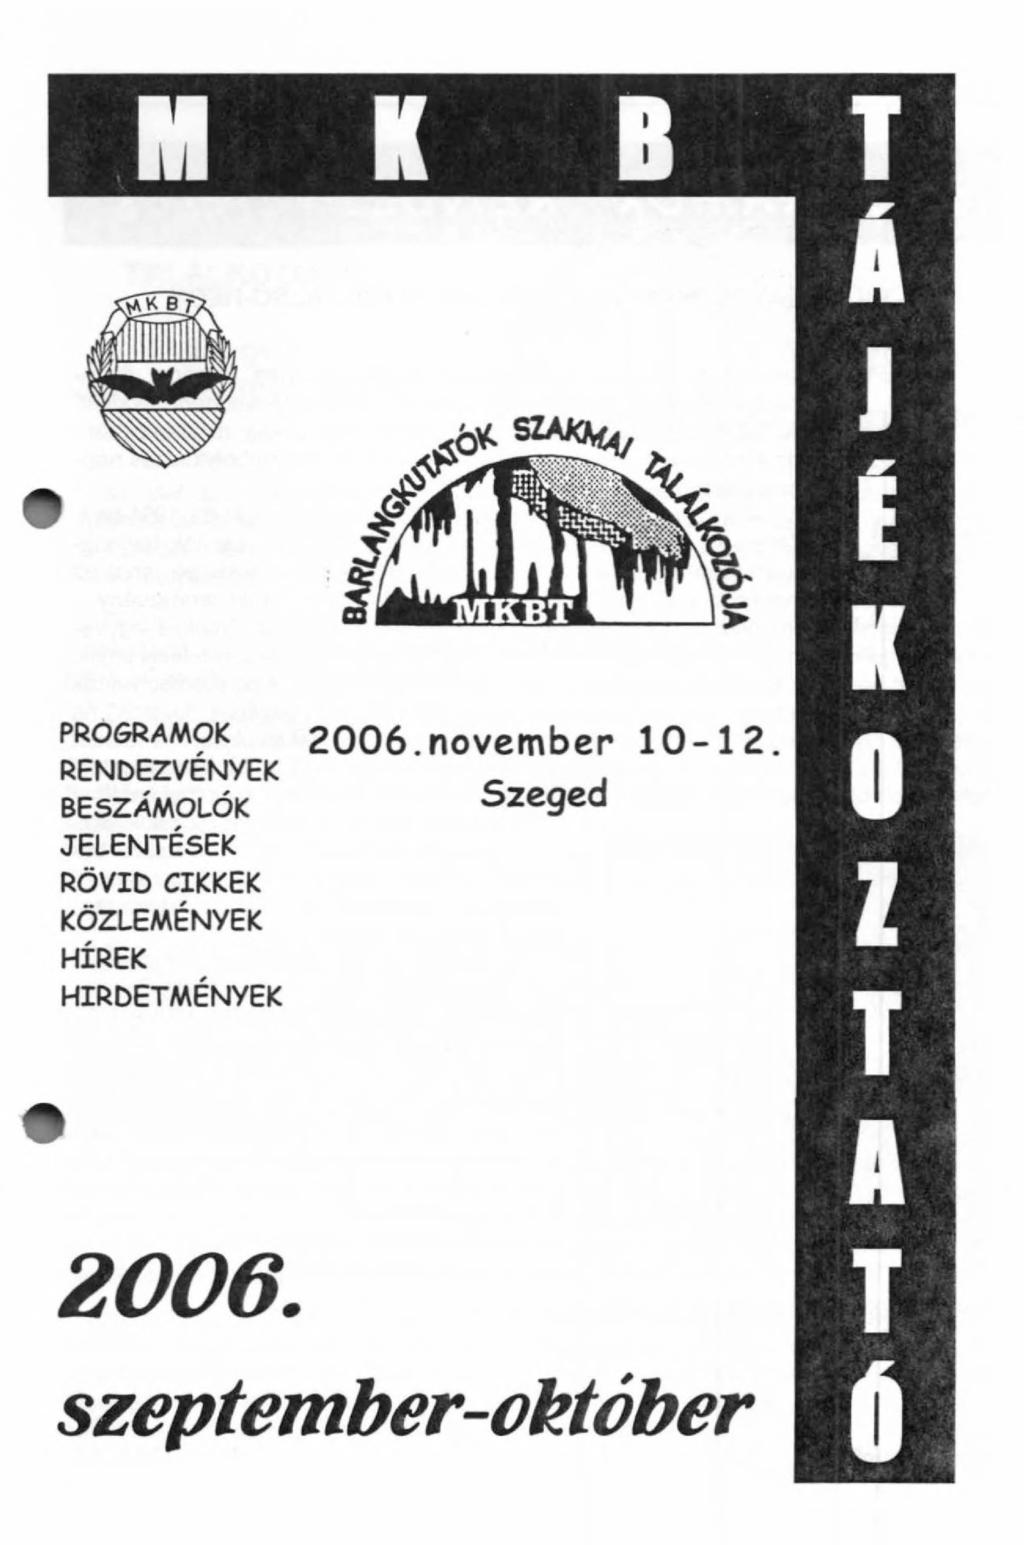 M K B T
TÁJÉKOZTATÓ
MKBT
BARLANGKUTATÓK SZAKMAI TALÁLKOZÓJA
MKBT
PROGRAMOK
RENDEZVÉNYEK
BESZÁMOLÓK
JELENTÉSEK
RÖVID CIKKEK
KÖZLEMÉNYEK
HÍREK
HIRDETMÉNYEK
2006.november 10-12.
Szeged
2006.
szeptember-október